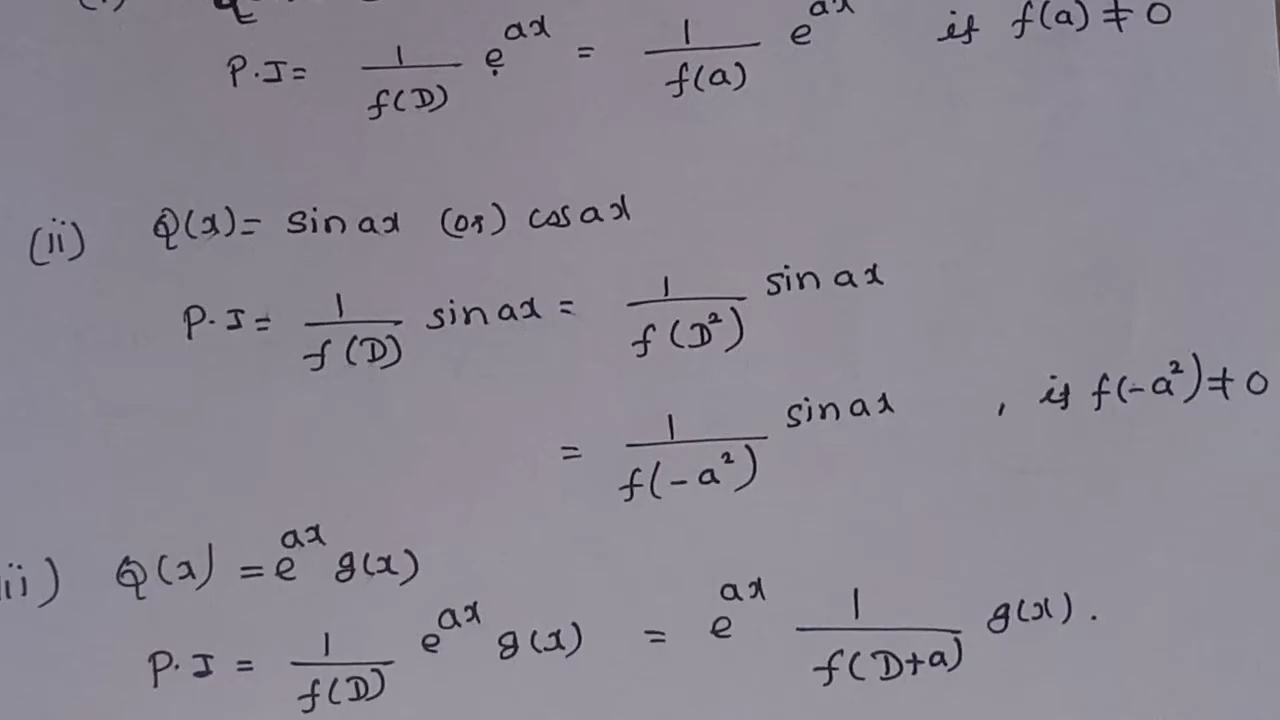 P.I = 1/f(D) e^{ax} = 1/f(a) e^{ax} if f(a) ≠ 0
(ii) Q(x) = sin ax (or) cos ax
P.I = 1/f(D) sin ax = 1/f(D²) sin ax
= 1/f(-a²) sin ax , if f(-a²) ≠ 0
ii) Q(x) = e^{ax} g(x)
P.I = 1/f(D) e^{ax} g(x) = e^{ax} 1/f(D+a) g(x).